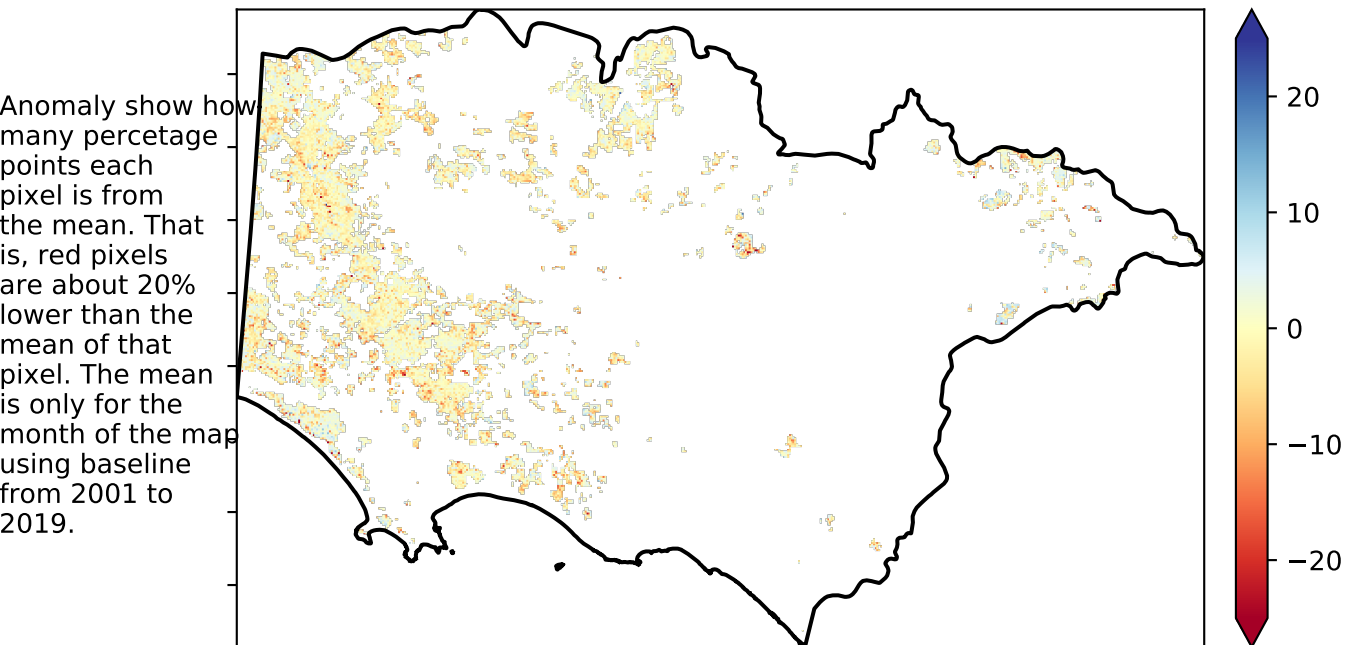 Anomaly show how
many percetage
points each
pixel is from
the mean. That
is, red pixels
are about 20%
lower than the
mean of that
pixel. The mean
is only for the
month of the map
using baseline
from 2001 to
2019.
20
10
0
−10
−20